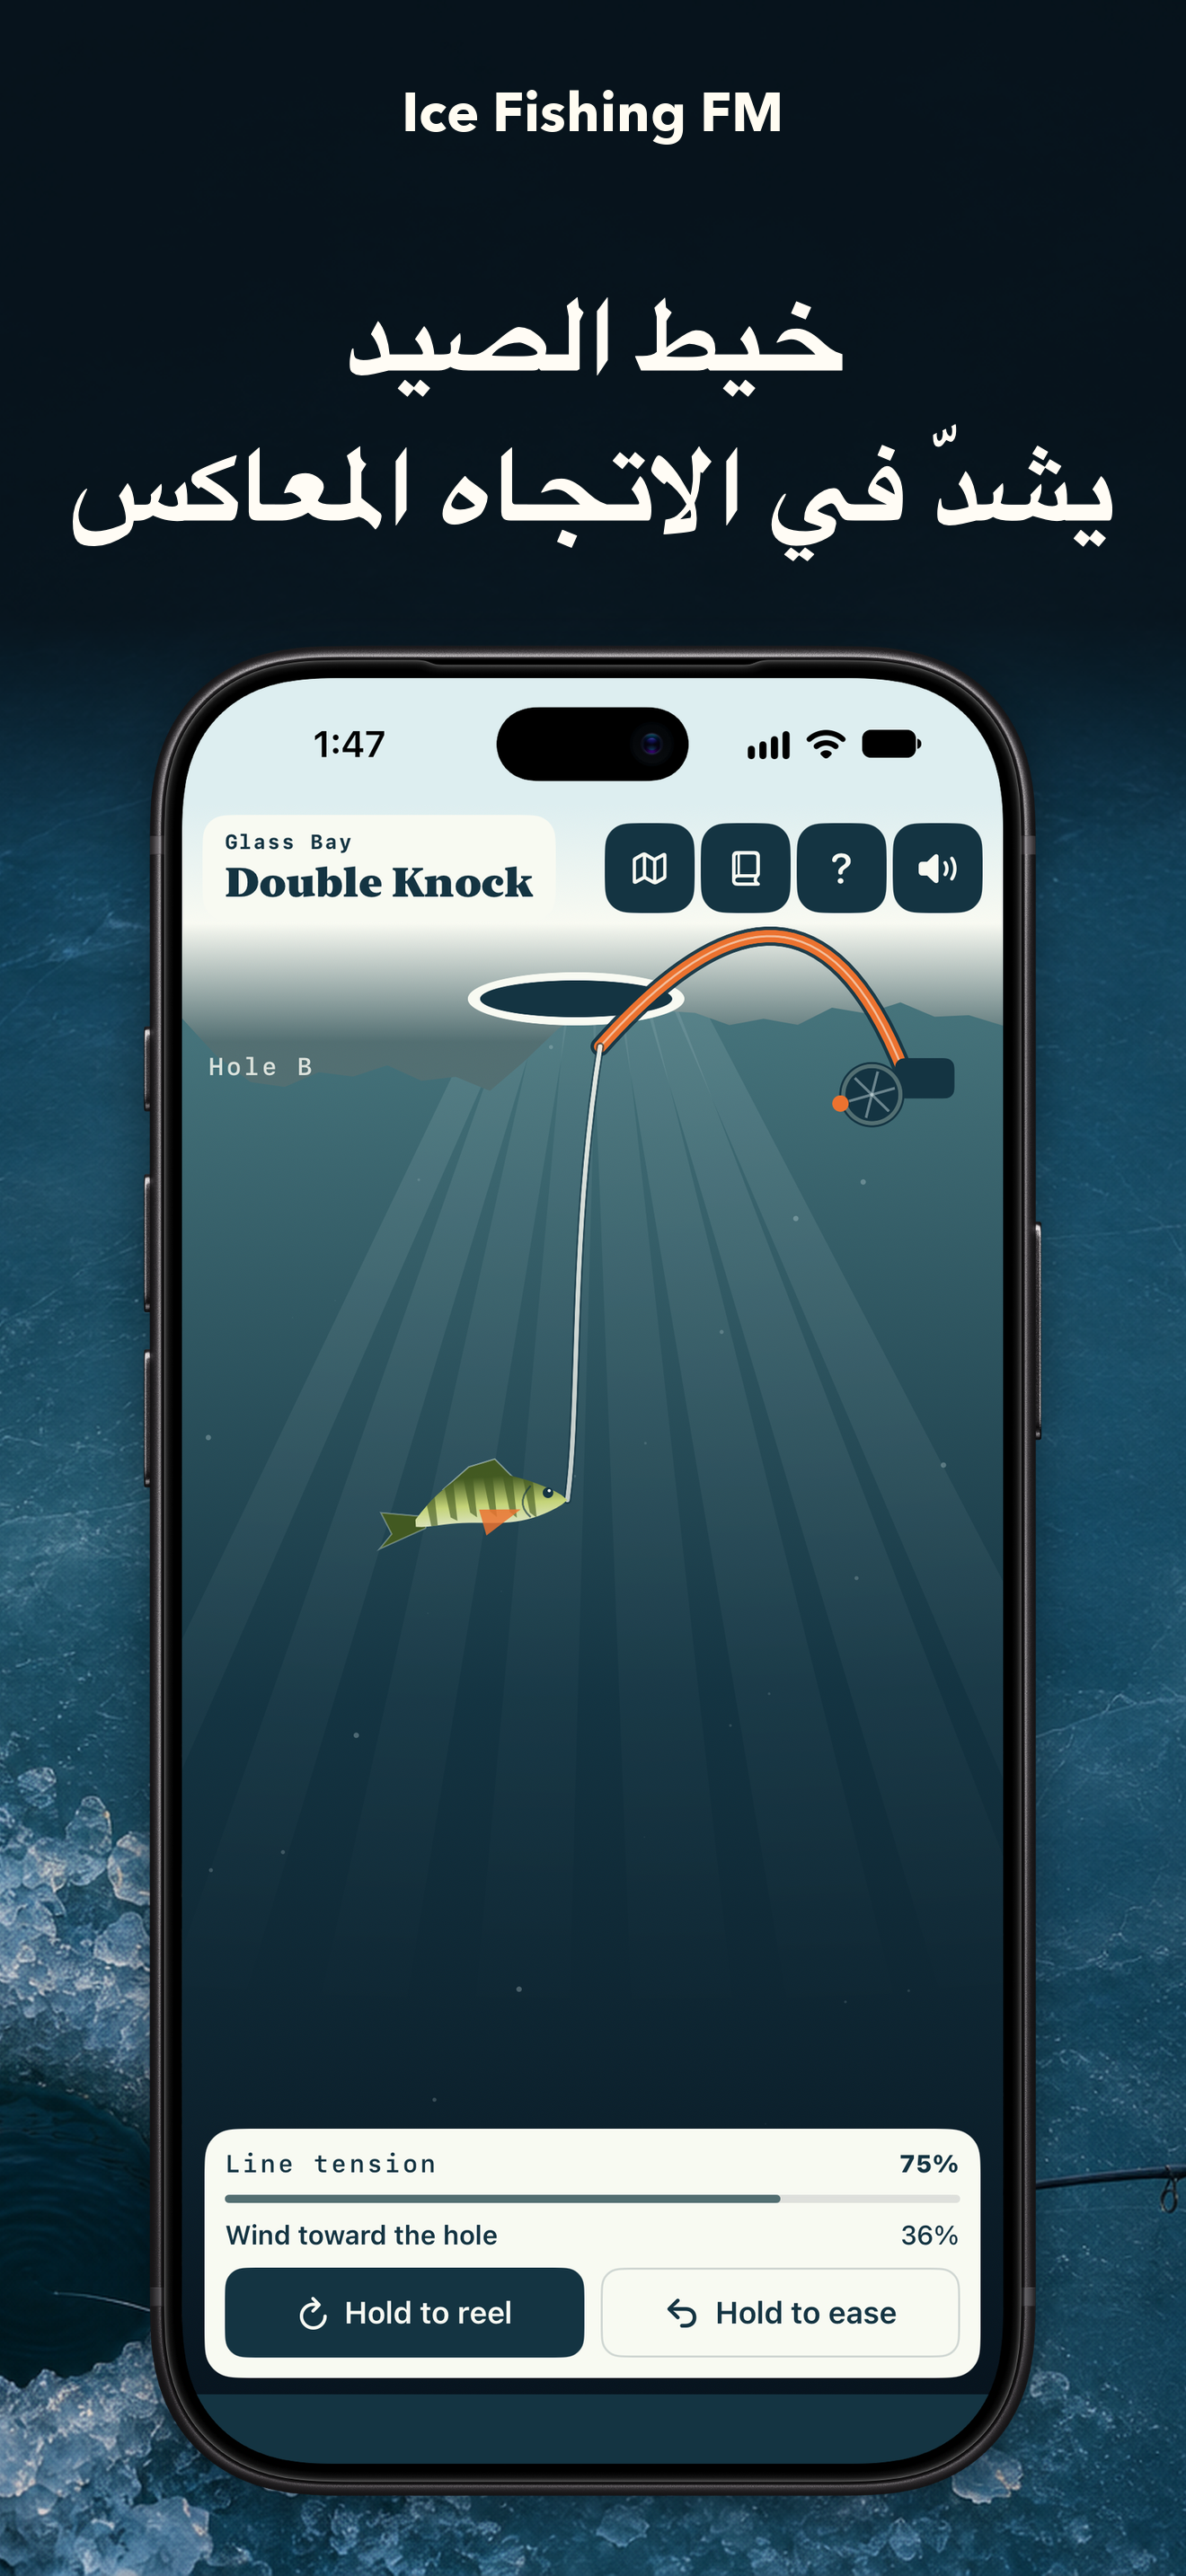 Ice Fishing FM
خيط الصيد
يشدّ في الاتجاه المعاكس
1:47
Glass Bay
Double Knock
?
Hole B
Line tension 75%
Wind toward the hole 36%
Hold to reel Hold to ease